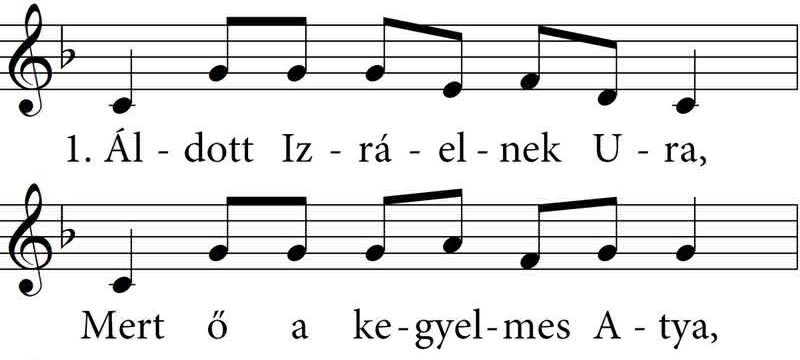 1. Ál - dott Iz - rá - el - nek U - ra,
Mert ő a ke - gyel - mes A - tya,